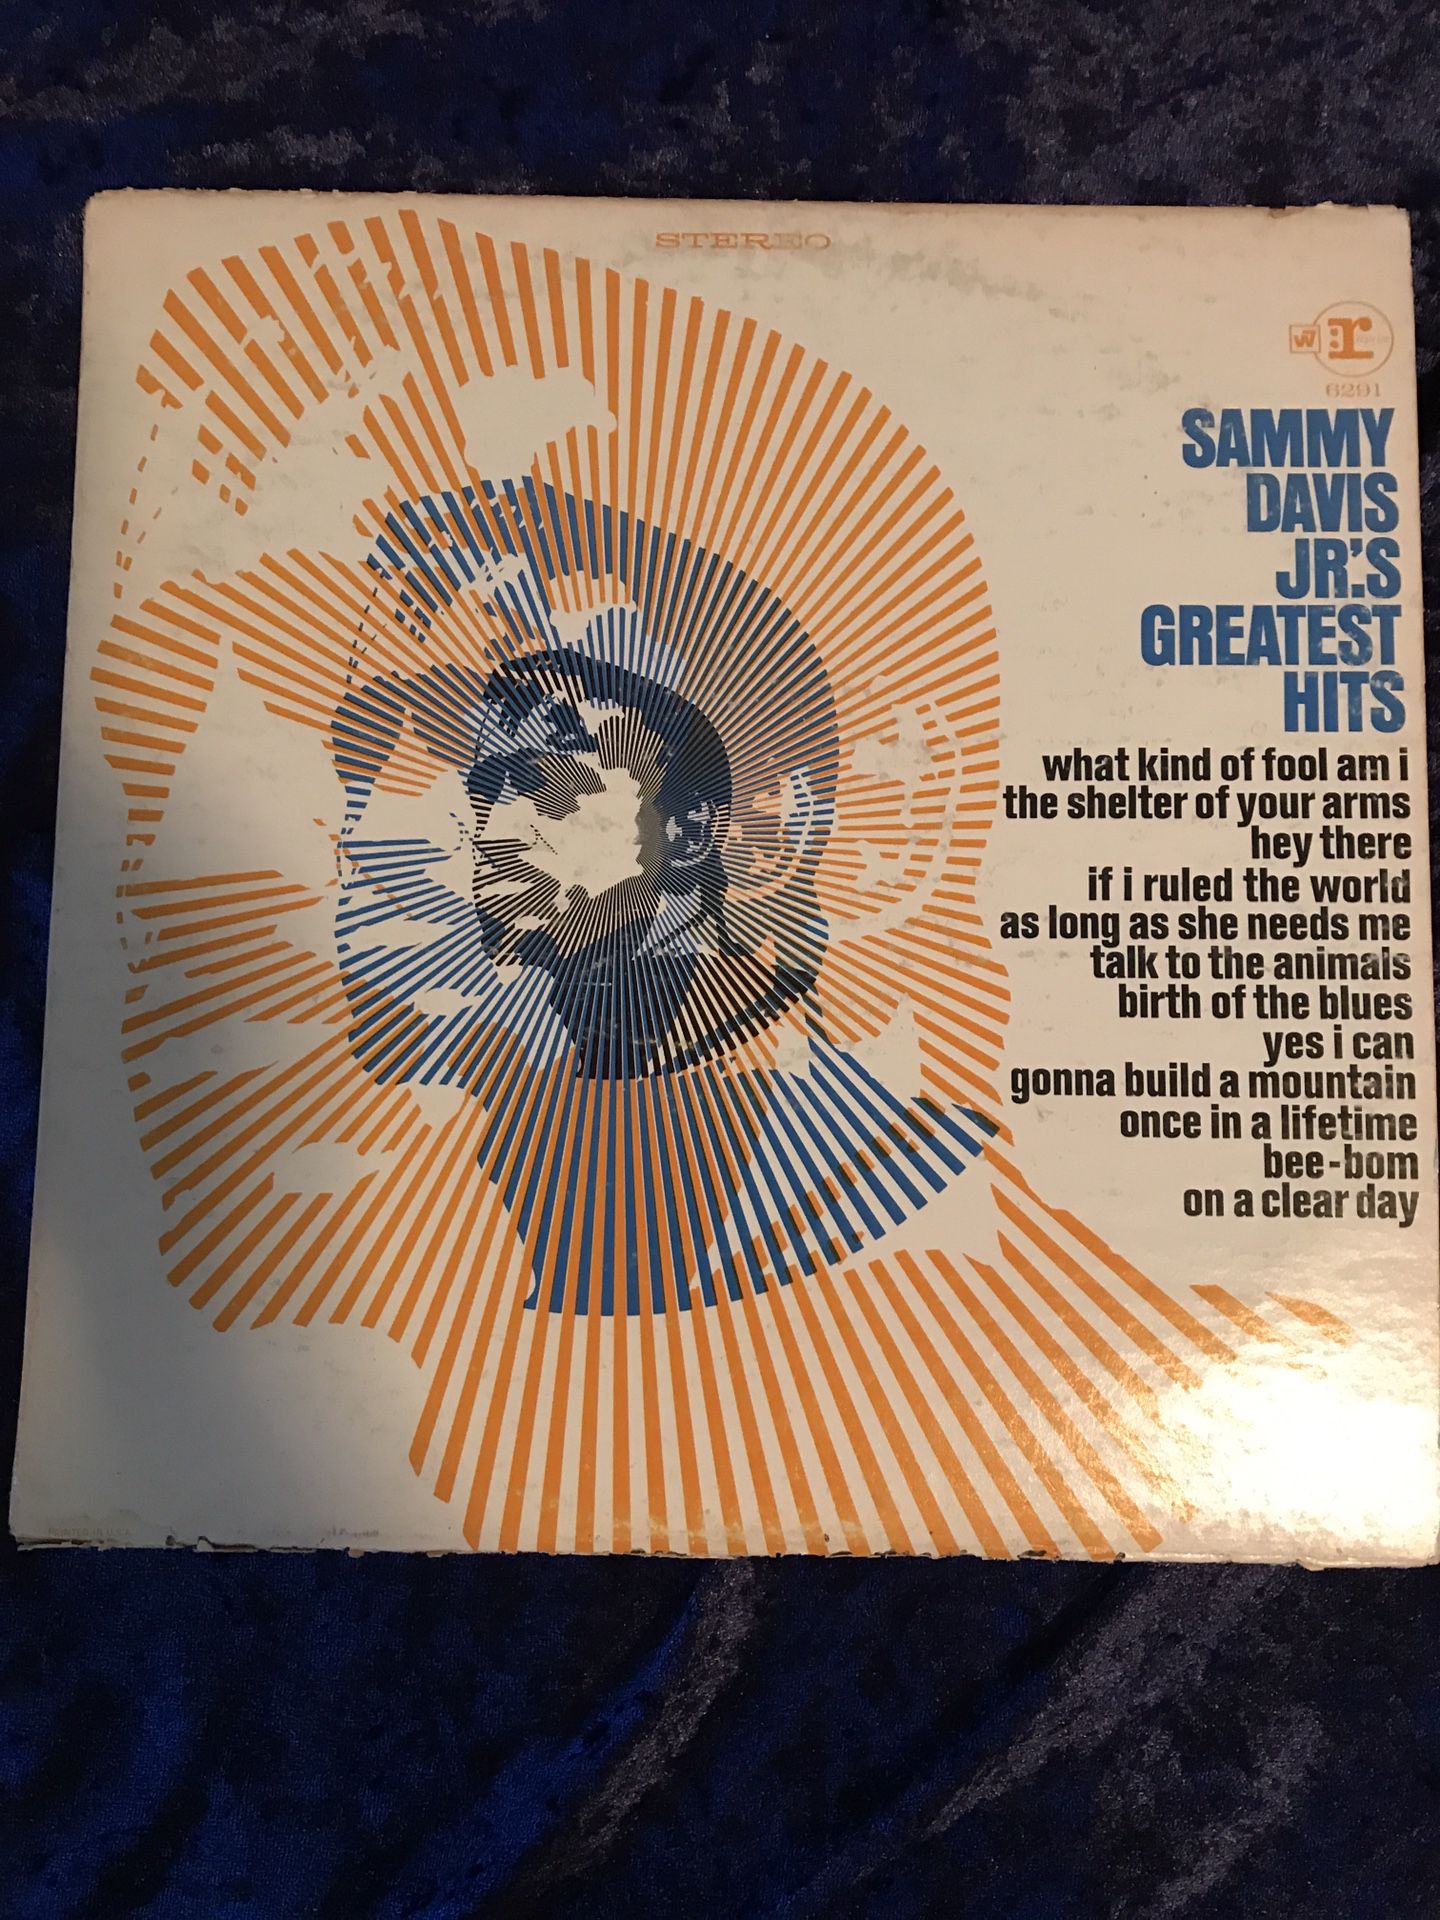 STEREO
W
r
6291
SAMMY
DAVIS
JR.'S
GREATEST
HITS
what kind of fool am i
the shelter of your arms
hey there
if i ruled the world
as long as she needs me
talk to the animals
birth of the blues
yes i can
gonna build a mountain
once in a lifetime
bee-bom
on a clear day
PRINTED IN U.S.A.